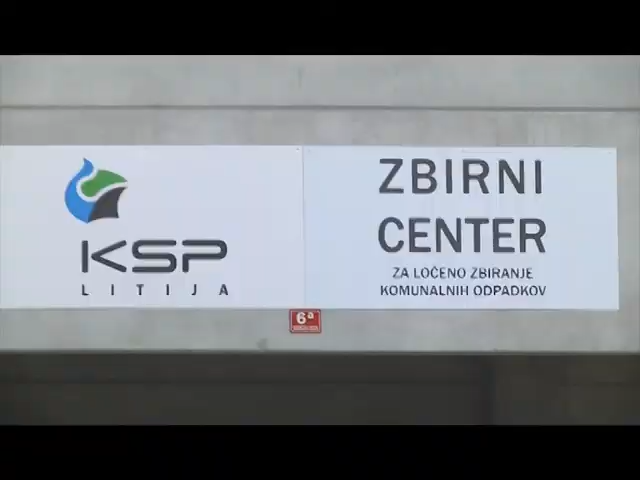 KSP
LITIJA
ZBIRNI
CENTER
ZA LOČENO ZBIRANJE
KOMUNALNIH ODPADKOV
6a